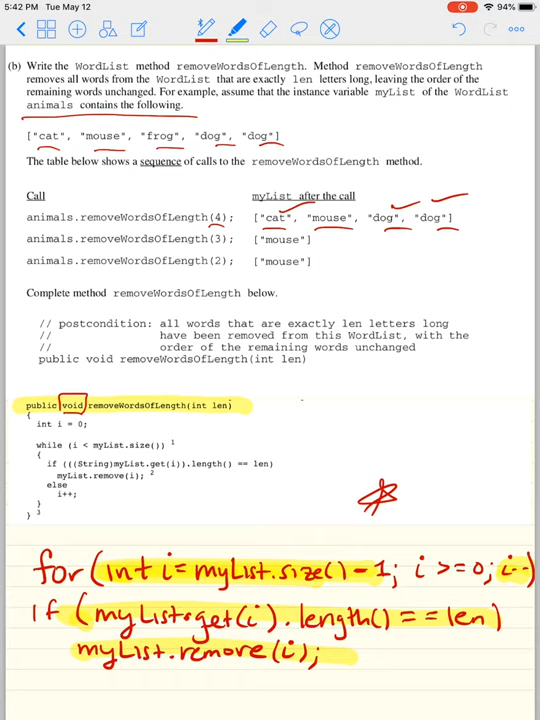 5:42 PM Tue May 12
94%
(b) Write the WordList method removeWordsOfLength. Method removeWordsOfLength
removes all words from the WordList that are exactly len letters long, leaving the order of the
remaining words unchanged. For example, assume that the instance variable myList of the WordList
animals contains the following.
["cat", "mouse", "frog", "dog", "dog"]
The table below shows a sequence of calls to the removeWordsOfLength method.
Call myList after the call
animals.removeWordsOfLength(4); ["cat", "mouse", "dog", "dog"]
animals.removeWordsOfLength(3); ["mouse"]
animals.removeWordsOfLength(2); ["mouse"]
Complete method removeWordsOfLength below.
// postcondition: all words that are exactly len letters long
// have been removed from this WordList, with the
// order of the remaining words unchanged
public void removeWordsOfLength(int len)
public void removeWordsOfLength(int len)
{
int i = 0;
while (i < myList.size()) 1
{
if (((String)myList.get(i)).length() == len)
myList.remove(i); 2
else
i++;
}
} 3
for (int i = myList.size() - 1; i >= 0; i--)
if (myList.get(i).length() == len)
myList.remove(i);